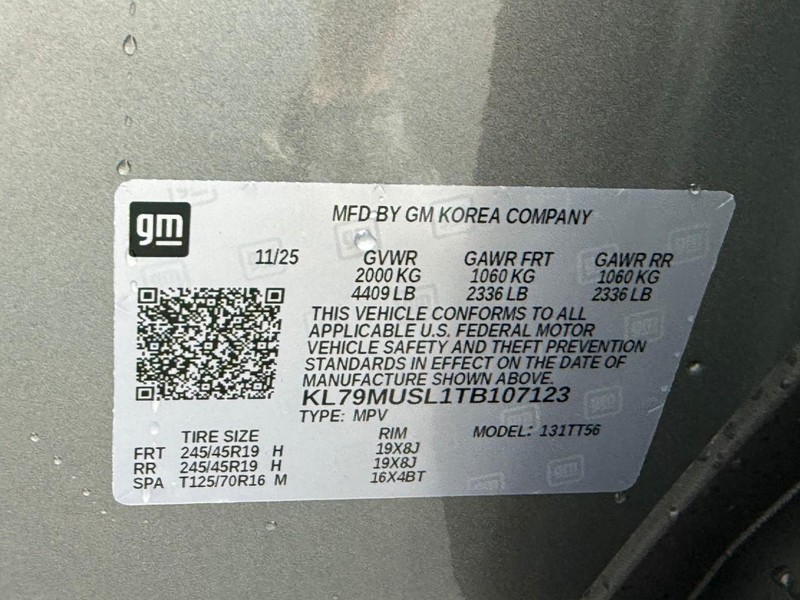 gm
MFD BY GM KOREA COMPANY
11/25 GVWR GAWR FRT GAWR RR
2000 KG 1060 KG 1060 KG
4409 LB 2336 LB 2336 LB
THIS VEHICLE CONFORMS TO ALL
APPLICABLE U.S. FEDERAL MOTOR
VEHICLE SAFETY AND THEFT PREVENTION
STANDARDS IN EFFECT ON THE DATE OF
MANUFACTURE SHOWN ABOVE.
KL79MUSL1TB107123
TYPE: MPV
TIRE SIZE RIM MODEL: 131TT56
FRT 245/45R19 H 19X8J
RR 245/45R19 H 19X8J
SPA T125/70R16 M 16X4BT